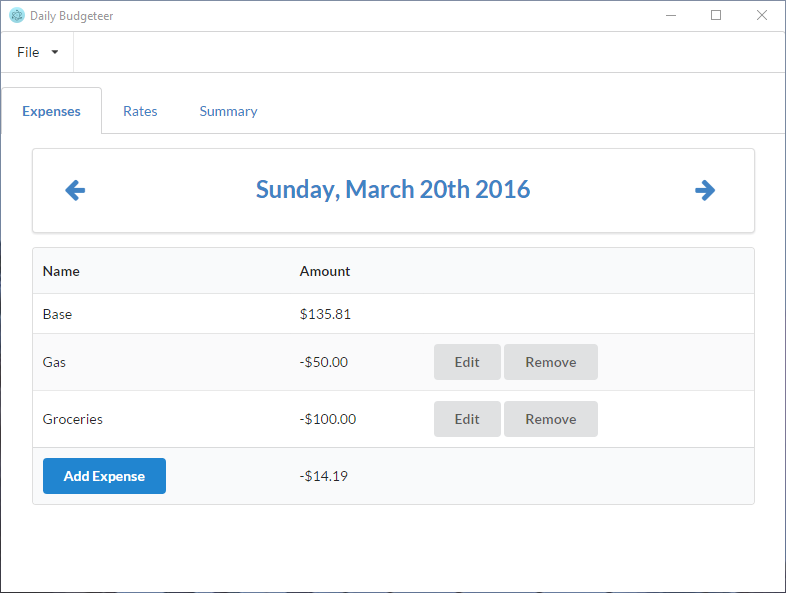 Daily Budgeteer
File
Expenses Rates Summary
Sunday, March 20th 2016
Name Amount
Base $135.81
Gas -$50.00 Edit Remove
Groceries -$100.00 Edit Remove
Add Expense -$14.19